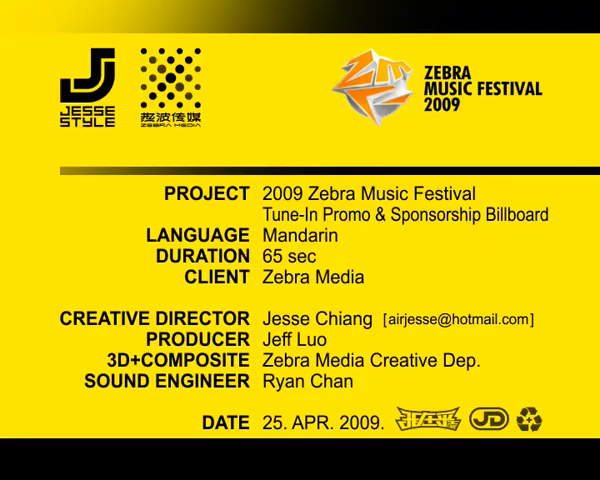 JESSE
STYLE
热波传媒
ZEBRA MEDIA
ZEBRA
MUSIC FESTIVAL
2009
PROJECT 2009 Zebra Music Festival
Tune-In Promo & Sponsorship Billboard
LANGUAGE Mandarin
DURATION 65 sec
CLIENT Zebra Media
CREATIVE DIRECTOR Jesse Chiang [airjesse@hotmail.com]
PRODUCER Jeff Luo
3D+COMPOSITE Zebra Media Creative Dep.
SOUND ENGINEER Ryan Chan
DATE 25. APR. 2009.
JD